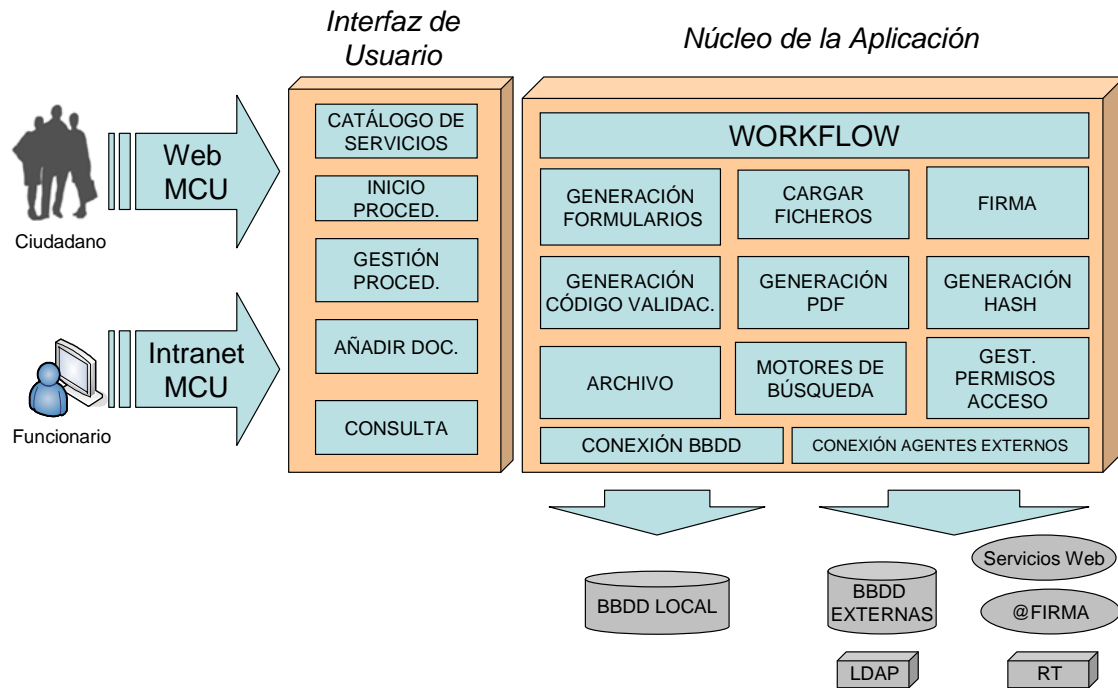 Interfaz de
Usuario
Núcleo de la Aplicación
Ciudadano
Web
MCU
Funcionario
Intranet
MCU
CATÁLOGO DE
SERVICIOS
INICIO
PROCED.
GESTIÓN
PROCED.
AÑADIR DOC.
CONSULTA
WORKFLOW
GENERACIÓN
FORMULARIOS
CARGAR
FICHEROS
FIRMA
GENERACIÓN
CÓDIGO VALIDAC.
GENERACIÓN
PDF
GENERACIÓN
HASH
ARCHIVO
MOTORES DE
BÚSQUEDA
GEST.
PERMISOS
ACCESO
CONEXIÓN BBDD
CONEXIÓN AGENTES EXTERNOS
BBDD LOCAL
BBDD
EXTERNAS
Servicios Web
@FIRMA
LDAP
RT